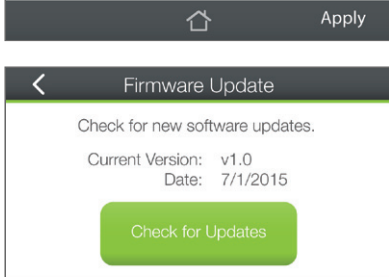 Apply
Firmware Update
Check for new software updates.
Current Version: v1.0
Date: 7/1/2015
Check for Updates